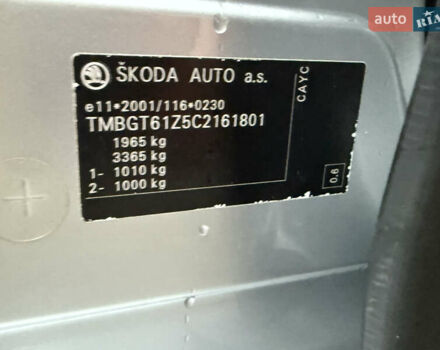 auto RIA
ŠKODA AUTO a.s.
CAYC
e11*2001/116*0230
TMBGT61Z5C2161801
1965 kg
3365 kg
1- 1010 kg
2- 1000 kg
0.6